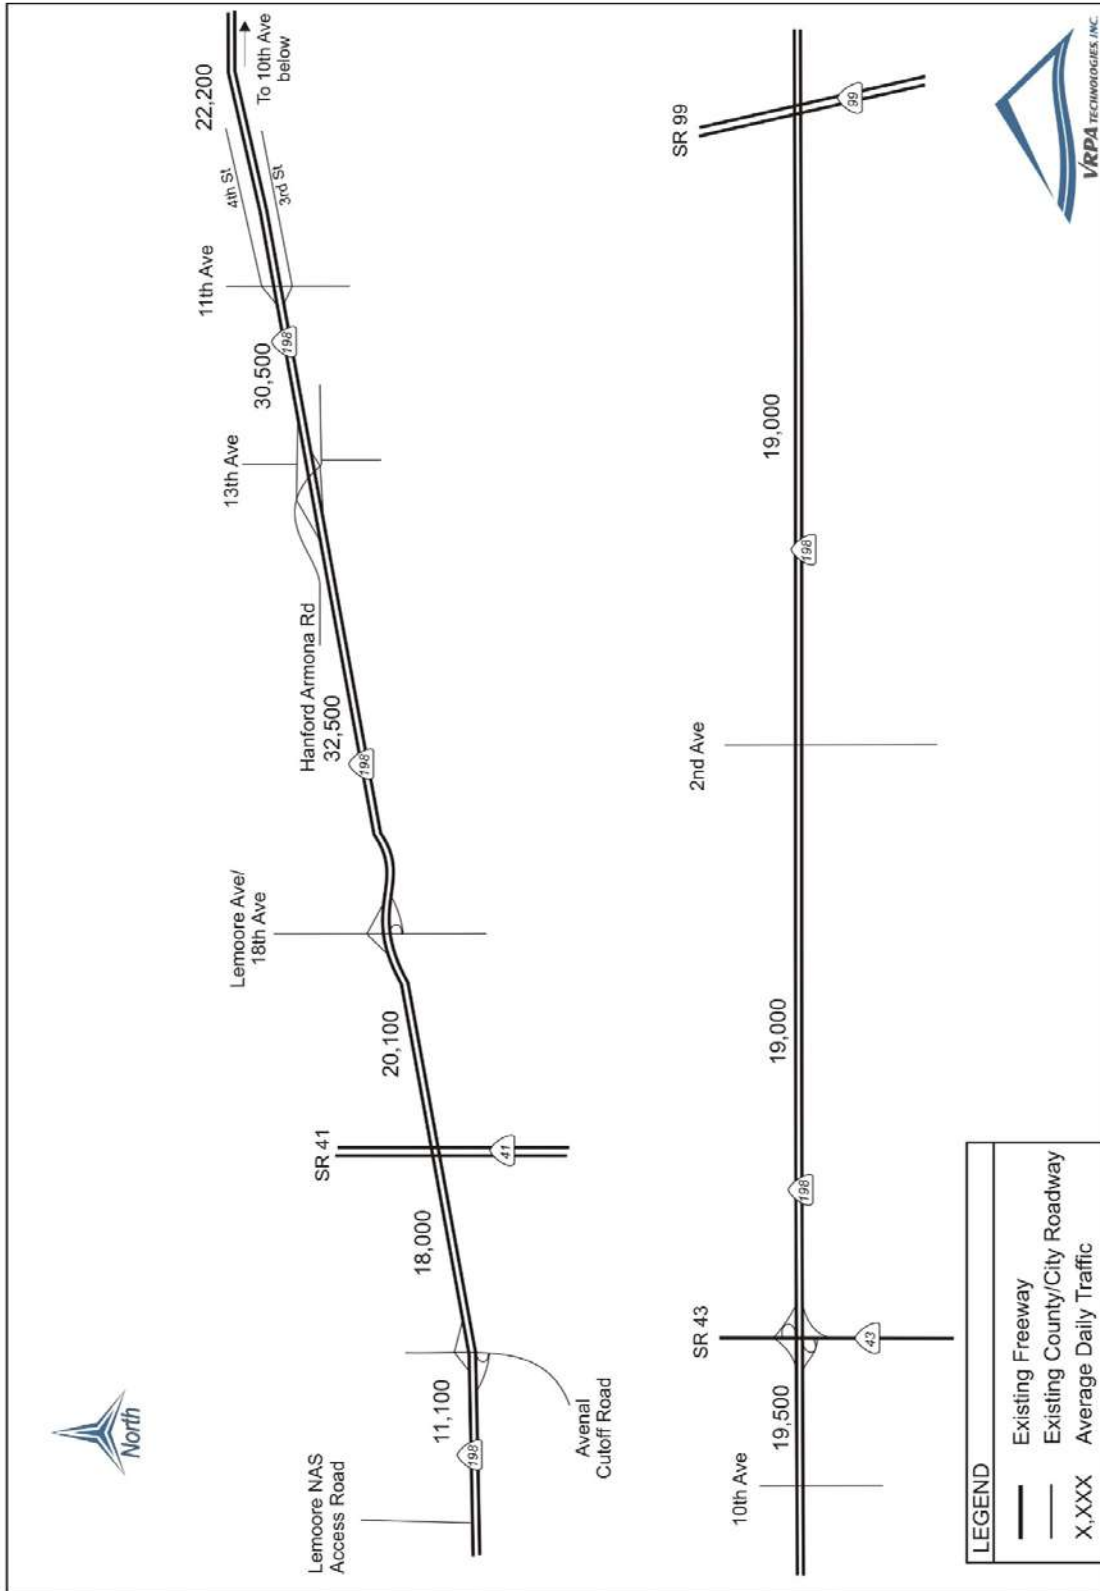 North
Lemoore NAS
Access Road
198
11,100
Avenal
Cutoff Road
18,000
SR 41
41
20,100
Lemoore Ave/
18th Ave
198
32,500
Hanford Armona Rd
13th Ave
30,500
198
11th Ave
4th St
3rd St
22,200
To 10th Ave
below
10th Ave
19,500
SR 43
43
198
19,000
2nd Ave
198
19,000
SR 99
99
LEGEND
Existing Freeway
Existing County/City Roadway
X,XXX Average Daily Traffic
VRPA TECHNOLOGIES, INC.